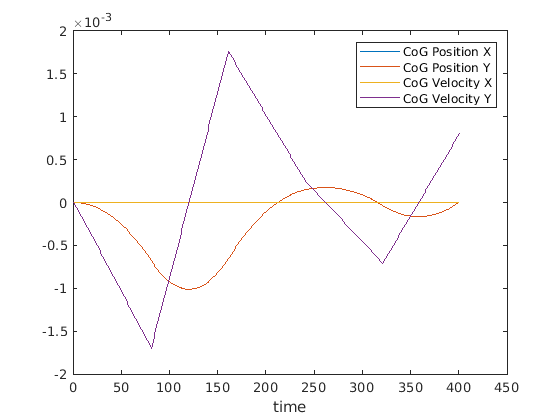 ×10-3
2
1.5
1
0.5
0
-0.5
-1
-1.5
-2
0 50 100 150 200 250 300 350 400 450
time
CoG Position X
CoG Position Y
CoG Velocity X
CoG Velocity Y